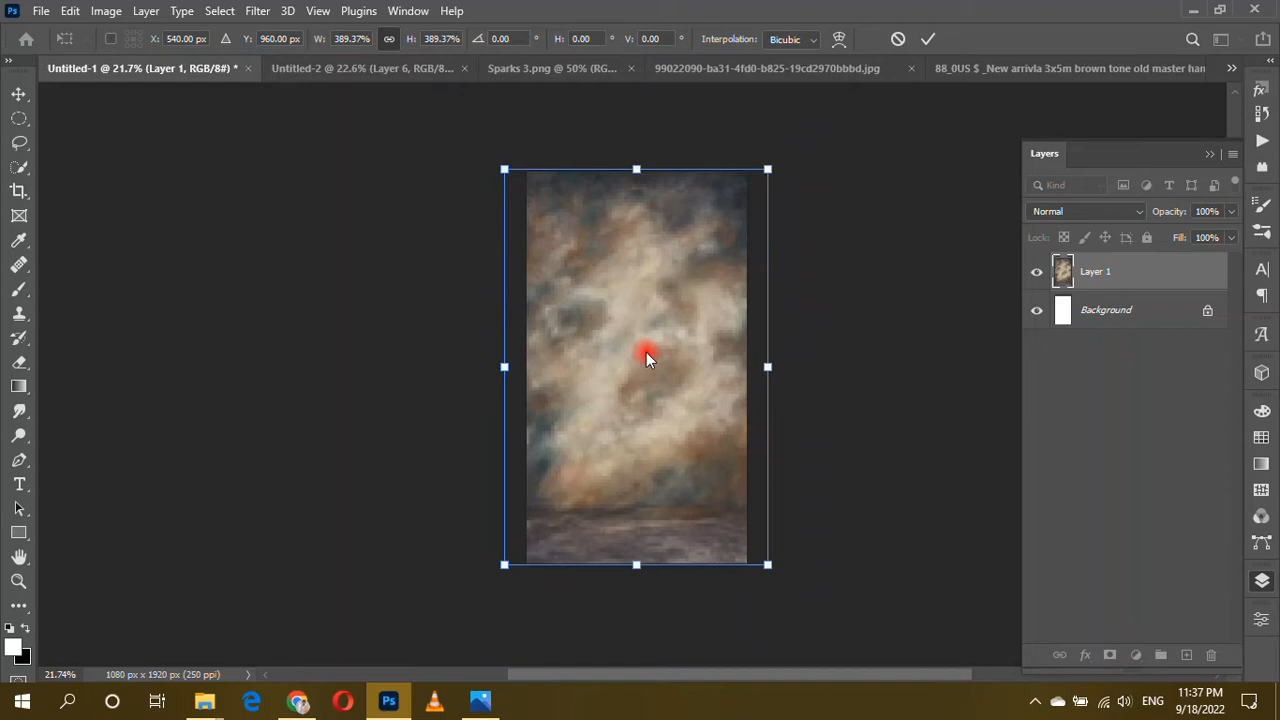 Ps File Edit Image Layer Type Select Filter 3D View Plugins Window Help
X: 540.00 px Y: 960.00 px W: 389.37% H: 389.37% 0.00 ° H: 0.00 ° V: 0.00 ° Interpolation: Bicubic
Untitled-1 @ 21.7% (Layer 1, RGB/8#) * × Untitled-2 @ 22.6% (Layer 6, RGB/8... × Sparks 3.png @ 50% (RG... × 99022090-ba31-4fd0-b825-19cd2970bbbd.jpg × 88_0US $ _New arrivla 3x5m brown tone old master han
Layers
Kind
Normal Opacity: 100%
Lock: Fill: 100%
Layer 1
Background
21.74% 1080 px x 1920 px (250 ppi)
Ps ENG 11:37 PM
9/18/2022